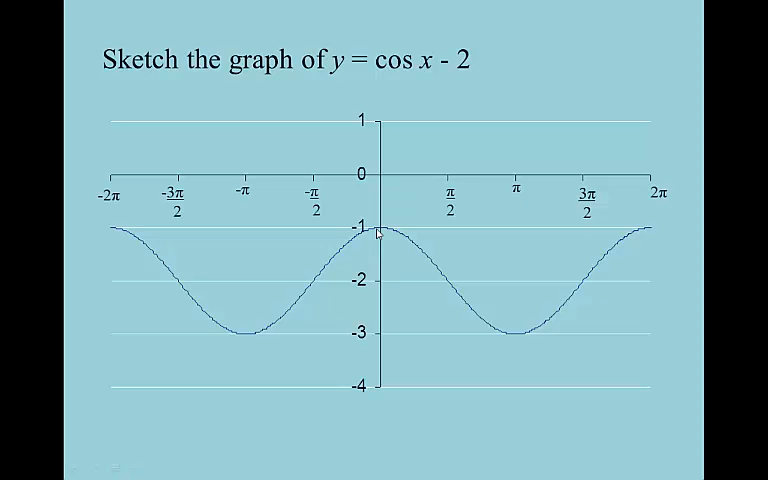 Sketch the graph of y = cos x - 2
1
0
-2π
-3π
2
-π
-π
2
π
2
π
3π
2
2π
-1
-2
-3
-4